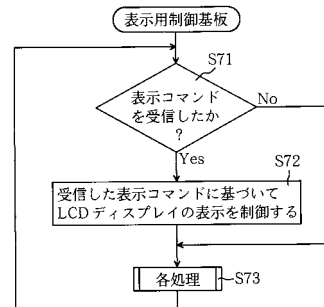 表示用制御基板
S71
表示コマンド
を受信したか
?
No
Yes
S72
受信した表示コマンドに基づいて
LCDディスプレイの表示を制御する
各処理
S73